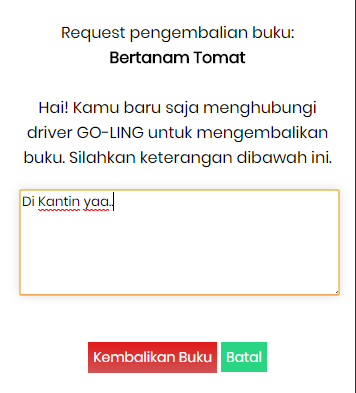 Request pengembalian buku:
Bertanam Tomat
Hai! Kamu baru saja menghubungi
driver GO-LING untuk mengembalikan
buku. Silahkan keterangan dibawah ini.
Di Kantin yaa..
Kembalikan Buku Batal